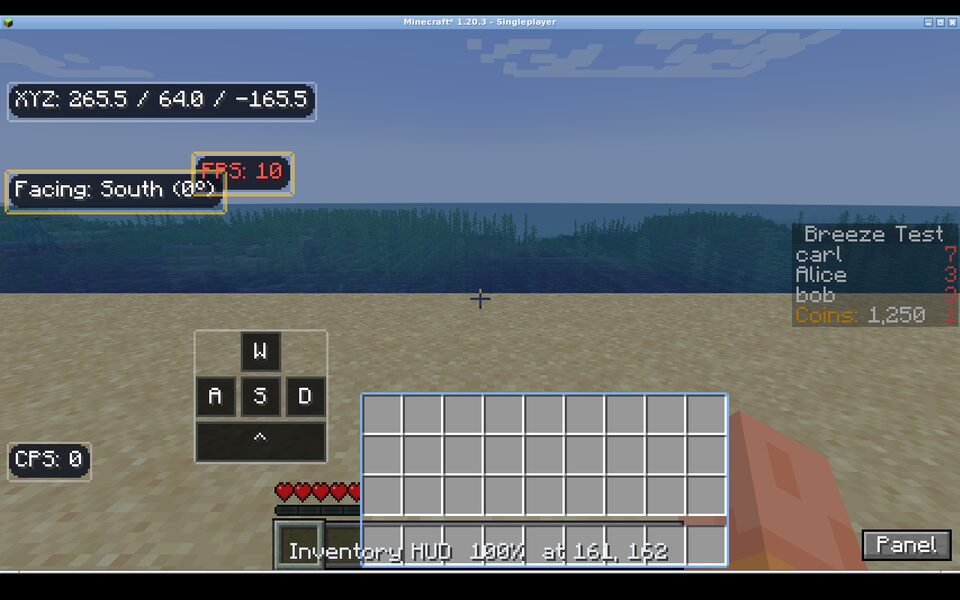 Minecraft* 1.20.3 - Singleplayer
XYZ: 265.5 / 64.0 / -165.5
FPS: 10
Facing: South (0°)
Breeze Test
carl 7
Alice 3
bob
Coins: 1,250
W
A S D
^
CPS: 0
Inventory HUD 100% at 161, 162
Panel